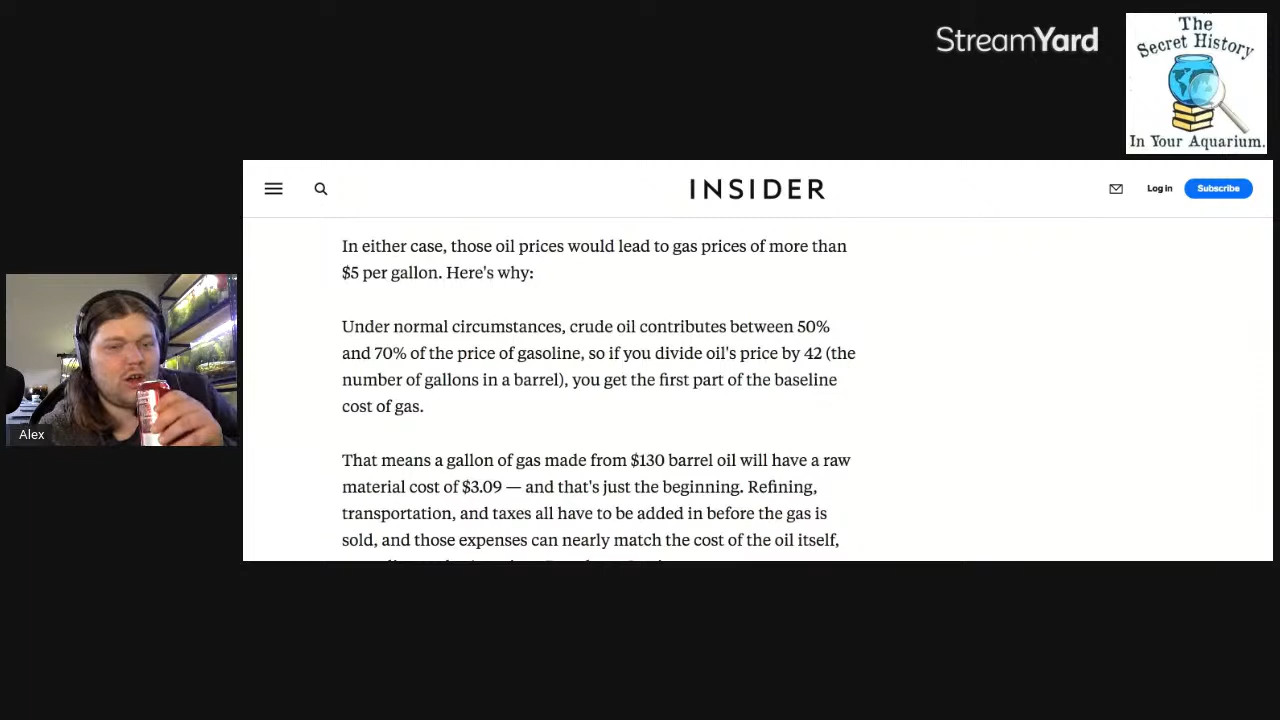 StreamYard
The
Secret History
In Your Aquarium.
INSIDER
Log in
Subscribe
In either case, those oil prices would lead to gas prices of more than
$5 per gallon. Here's why:
Under normal circumstances, crude oil contributes between 50%
and 70% of the price of gasoline, so if you divide oil's price by 42 (the
number of gallons in a barrel), you get the first part of the baseline
cost of gas.
That means a gallon of gas made from $130 barrel oil will have a raw
material cost of $3.09 — and that's just the beginning. Refining,
transportation, and taxes all have to be added in before the gas is
sold, and those expenses can nearly match the cost of the oil itself,
Alex